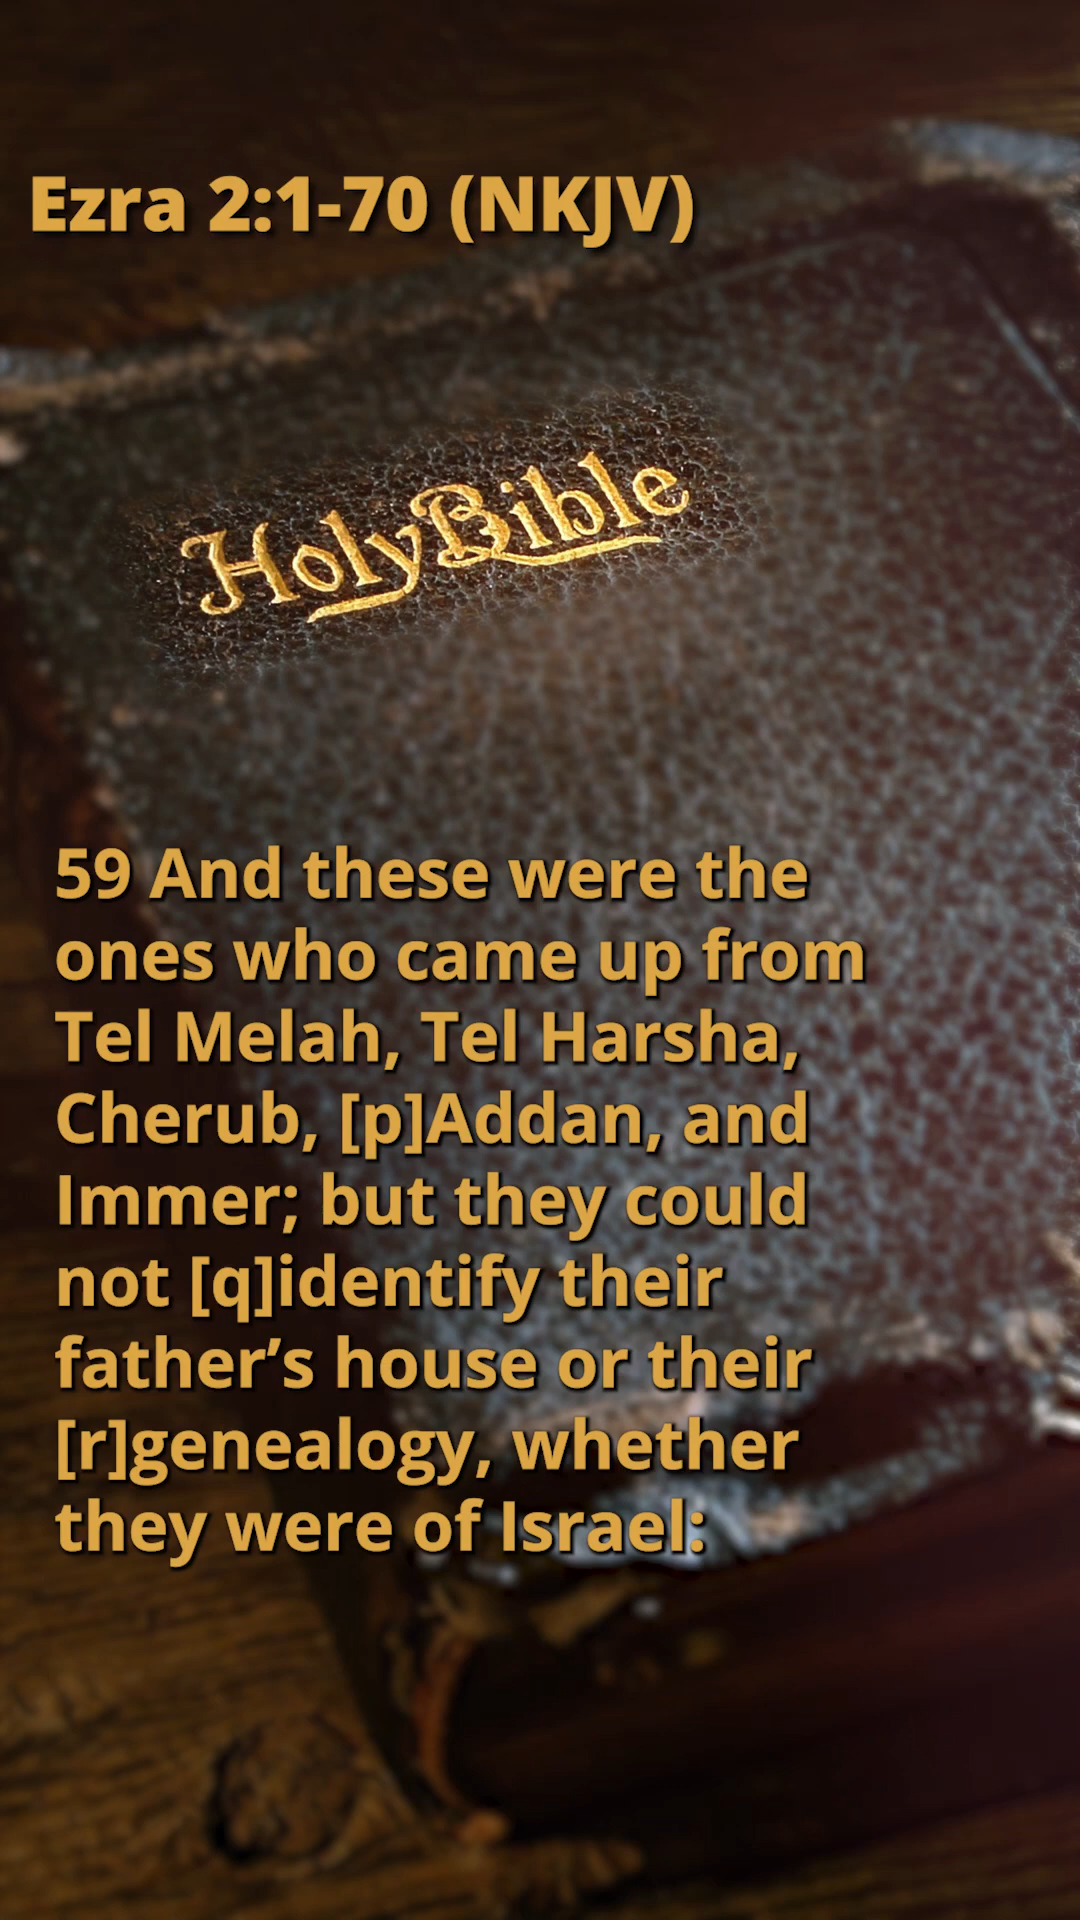 Ezra 2:1-70 (NKJV)
Holy Bible
59 And these were the
ones who came up from
Tel Melah, Tel Harsha,
Cherub, [p]Addan, and
Immer; but they could
not [q]identify their
father’s house or their
[r]genealogy, whether
they were of Israel: